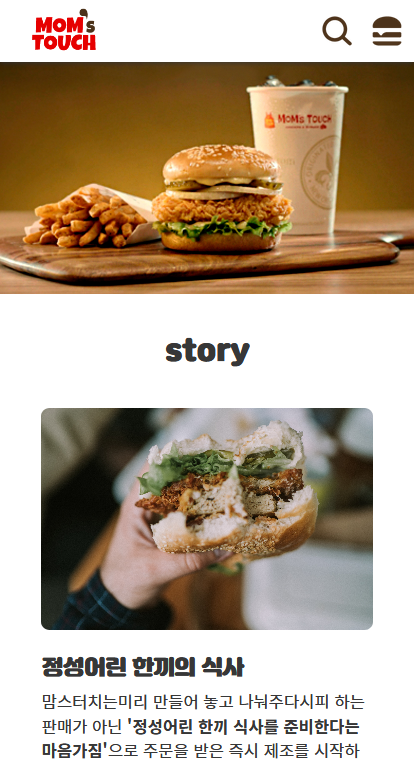 MOM's
TOUCH
MOM's TOUCH
story
정성어린 한끼의 식사
맘스터치는미리 만들어 놓고 나눠주다시피 하는
판매가 아닌 '정성어린 한끼 식사를 준비한다는
마음가짐'으로 주문을 받은 즉시 제조를 시작하